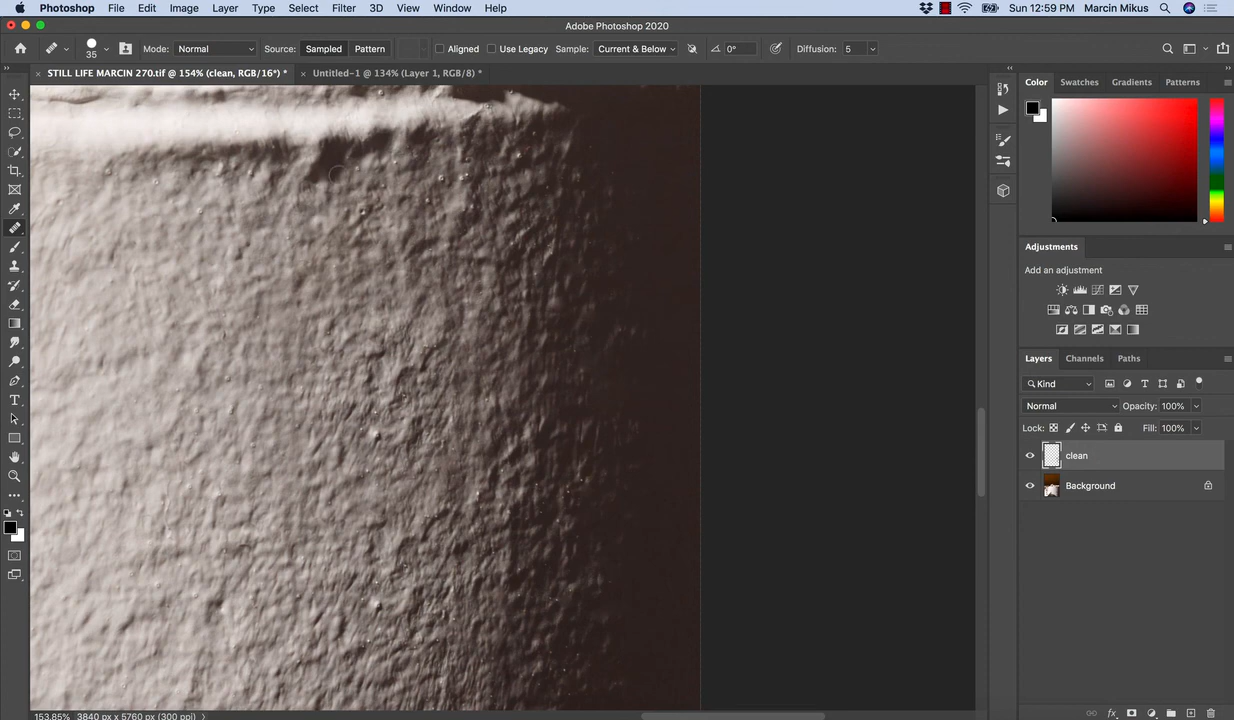 Photoshop File Edit Image Layer Type Select Filter 3D View Window Help Sun 12:59 PM Marcin Mikus
Adobe Photoshop 2020
35 Mode: Normal Source: Sampled Pattern Aligned Use Legacy Sample: Current & Below 0° Diffusion: 5
STILL LIFE MARCIN 270.tif @ 154% (clean, RGB/16*) * Untitled-1 @ 134% (Layer 1, RGB/8) *
Color Swatches Gradients Patterns
Adjustments
Add an adjustment
Layers Channels Paths
Kind
Normal Opacity: 100%
Lock: Fill: 100%
clean
Background
153.85% 3840 px x 5760 px (300 ppi)